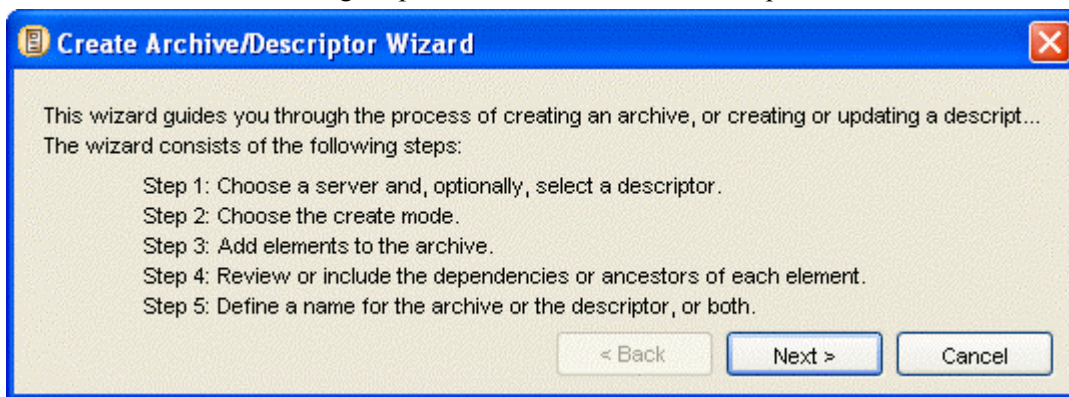 Create Archive/Descriptor Wizard
This wizard guides you through the process of creating an archive, or creating or updating a descript...
The wizard consists of the following steps:
Step 1: Choose a server and, optionally, select a descriptor.
Step 2: Choose the create mode.
Step 3: Add elements to the archive.
Step 4: Review or include the dependencies or ancestors of each element.
Step 5: Define a name for the archive or the descriptor, or both.
< Back Next > Cancel